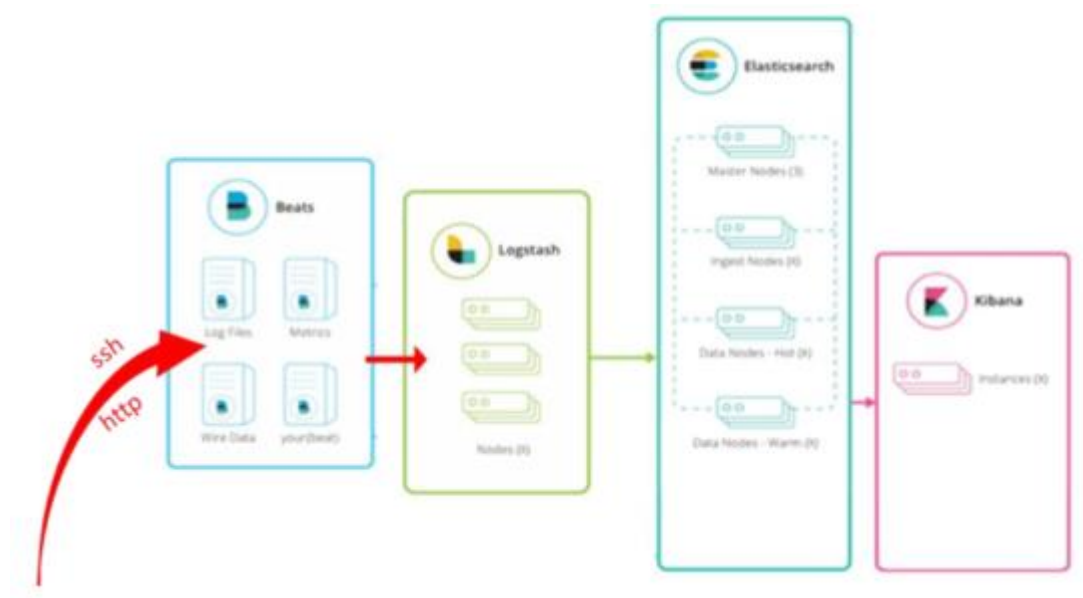 ssh
http
Beats
Log Files
Metrics
Wire Data
your{beat}
Logstash
Nodes (X)
Elasticsearch
Master Nodes (3)
Ingest Nodes (X)
Data Nodes - Hot (X)
Data Nodes - Warm (X)
Kibana
Instances (X)